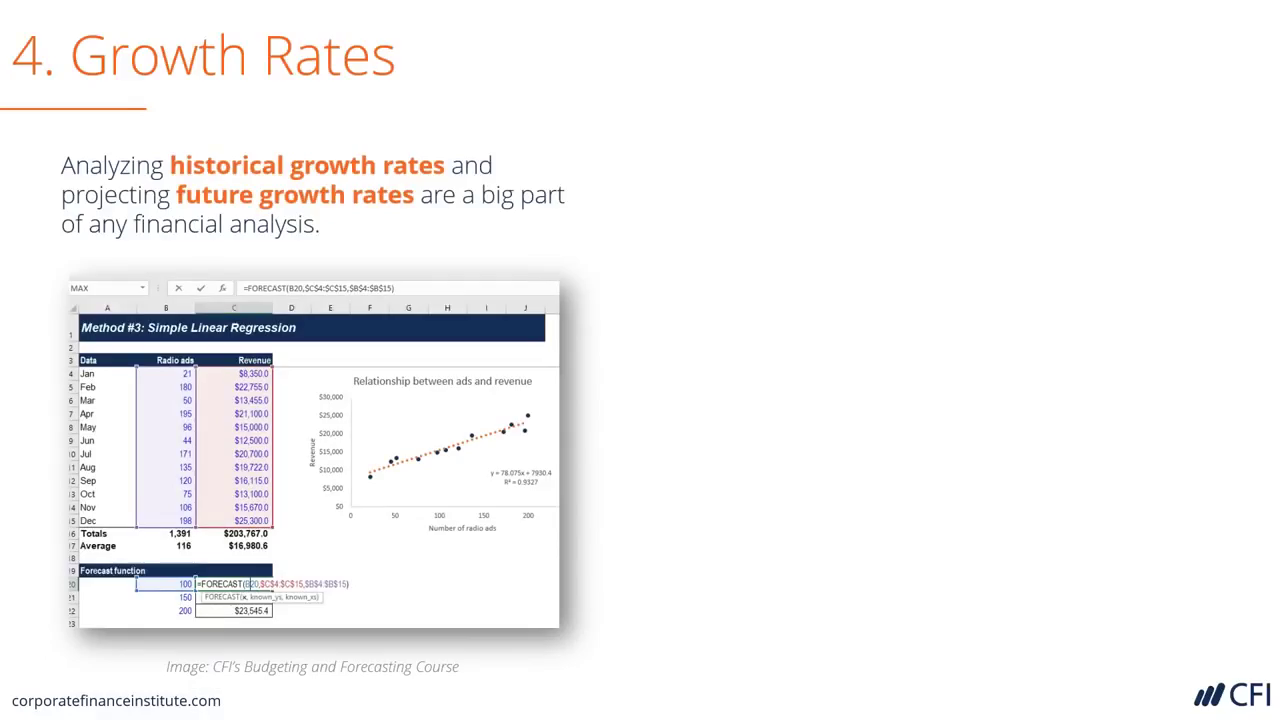 4. Growth Rates
Analyzing historical growth rates and
projecting future growth rates are a big part
of any financial analysis.
MAX =FORECAST(B20,$C$4:$C$15,$B$4:$B$15)
A B C D E F G H I J
1 Method #3: Simple Linear Regression
2
3 Data Radio ads Revenue
4 Jan 21 $8,350.0
5 Feb 180 $22,755.0
6 Mar 50 $13,455.0
7 Apr 195 $21,100.0
8 May 96 $15,000.0
9 Jun 44 $12,500.0
10 Jul 171 $20,700.0
11 Aug 135 $19,722.0
12 Sep 120 $16,115.0
13 Oct 75 $13,100.0
14 Nov 106 $15,670.0
15 Dec 198 $25,300.0
16 Totals 1,391 $203,767.0
17 Average 116 $16,980.6
18
19 Forecast function
20 100 =FORECAST(B20,$C$4:$C$15,$B$4:$B$15)
21 150 FORECAST(x, known_ys, known_xs)
22 200 $23,545.4
23
Relationship between ads and revenue
$30,000
$25,000
$20,000
$15,000
$10,000
$5,000
$0
Revenue
y = 78.075x + 7930.4
R² = 0.9327
0 50 100 150 200
Number of radio ads
Image: CFI's Budgeting and Forecasting Course
corporatefinanceinstitute.com
CFI